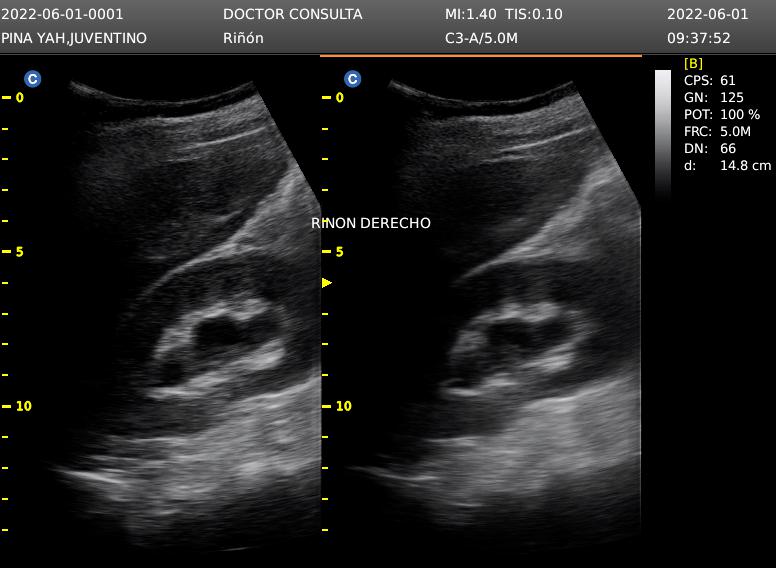 2022-06-01-0001 DOCTOR CONSULTA MI:1.40 TIS:0.10 2022-06-01
PINA YAH,JUVENTINO Riñón C3-A/5.0M 09:37:52
[B]
C C
CPS: 61
0 0
GN: 125
POT: 100 %
FRC: 5.0M
DN: 66
d: 14.8 cm
RINON DERECHO
5 5
10 10